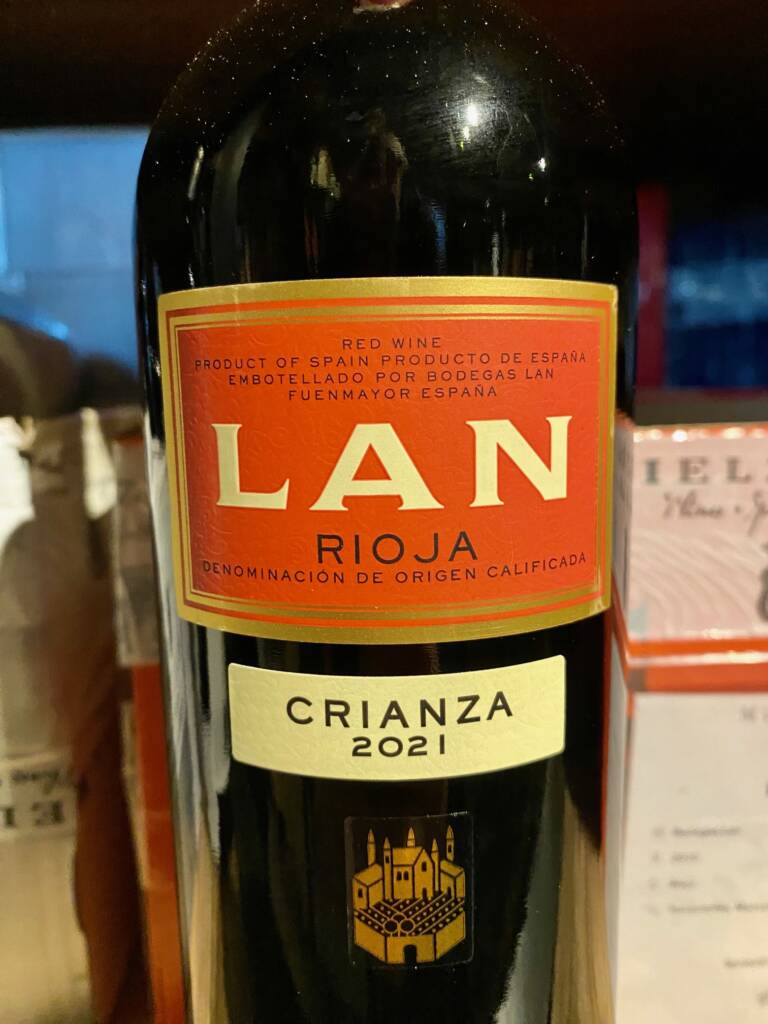 RED WINE
PRODUCT OF SPAIN PRODUCTO DE ESPAÑA
EMBOTELLADO POR BODEGAS LAN
FUENMAYOR ESPAÑA
LAN
RIOJA
DENOMINACIÓN DE ORIGEN CALIFICADA
CRIANZA
2021
IEL